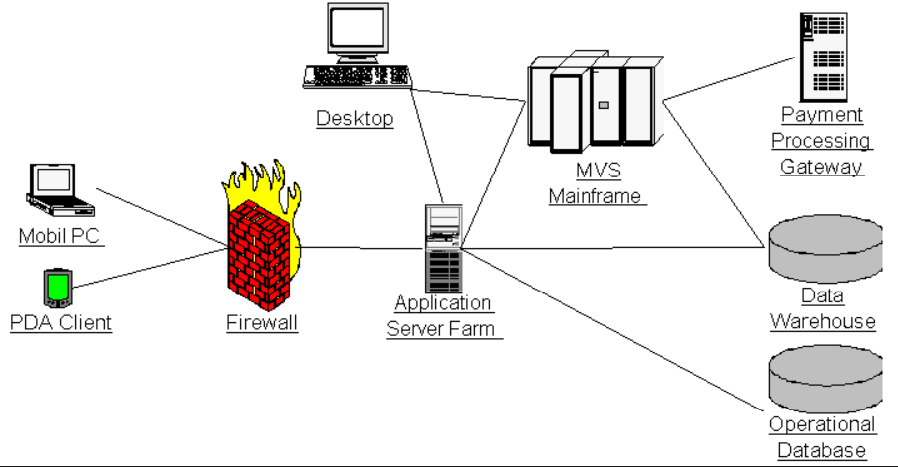 Desktop
MVS
Mainframe
Payment
Processing
Gateway
Mobil PC
PDA Client
Firewall
Application
Server Farm
Data
Warehouse
Operational
Database